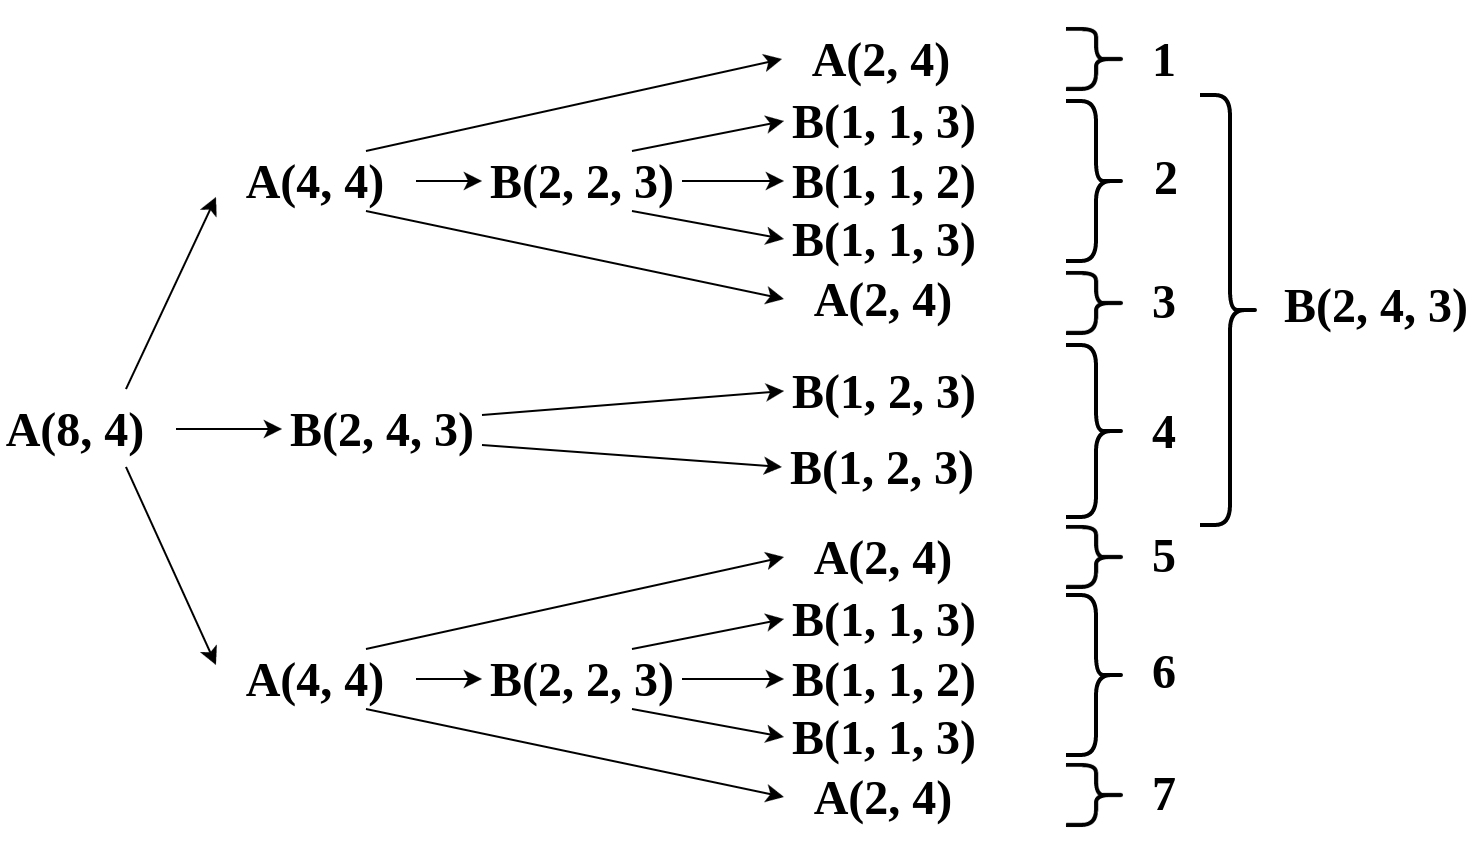 A(2, 4) 1
B(1, 1, 3)
A(4, 4) B(2, 2, 3) B(1, 1, 2) 2
B(1, 1, 3)
A(2, 4) 3
B(2, 4, 3)
B(1, 2, 3)
A(8, 4) B(2, 4, 3) 4
B(1, 2, 3)
A(2, 4) 5
B(1, 1, 3)
A(4, 4) B(2, 2, 3) B(1, 1, 2) 6
B(1, 1, 3)
A(2, 4) 7